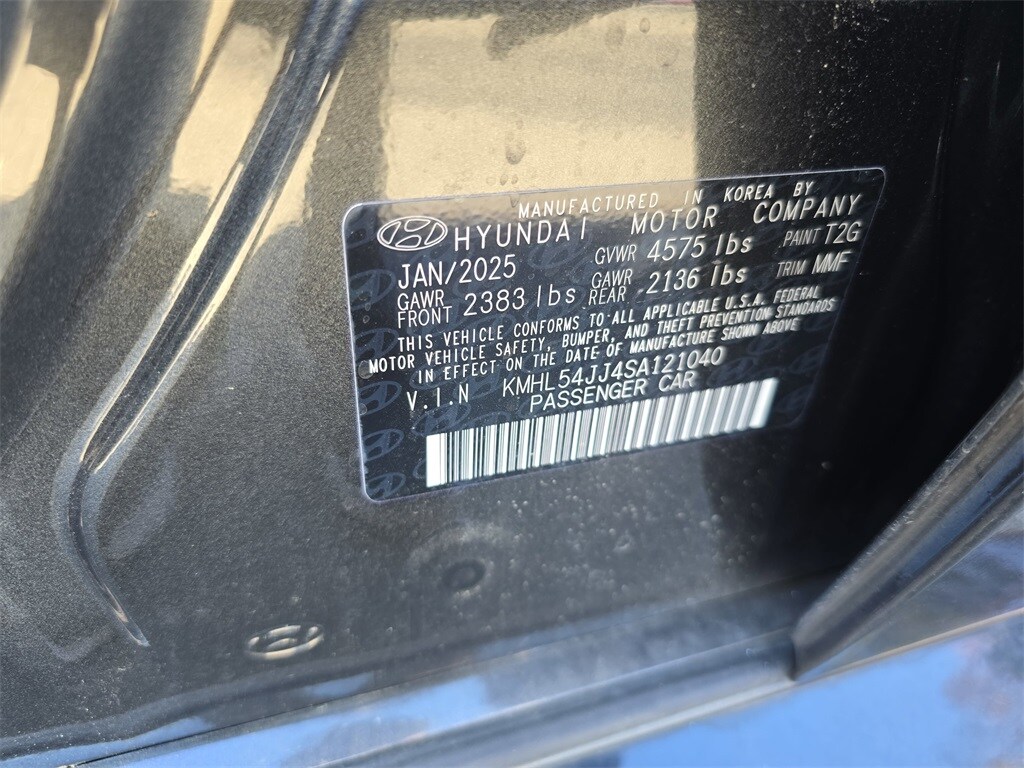 MANUFACTURED IN KOREA BY
HYUNDAI MOTOR COMPANY
JAN/2025 GVWR 4575 lbs PAINT T2G
GAWR FRONT 2383 lbs GAWR REAR 2136 lbs TRIM MMF
THIS VEHICLE CONFORMS TO ALL APPLICABLE U.S.A. FEDERAL
MOTOR VEHICLE SAFETY, BUMPER, AND THEFT PREVENTION STANDARDS
IN EFFECT ON THE DATE OF MANUFACTURE SHOWN ABOVE
V.I.N KMHL54JJ4SA121040
PASSENGER CAR